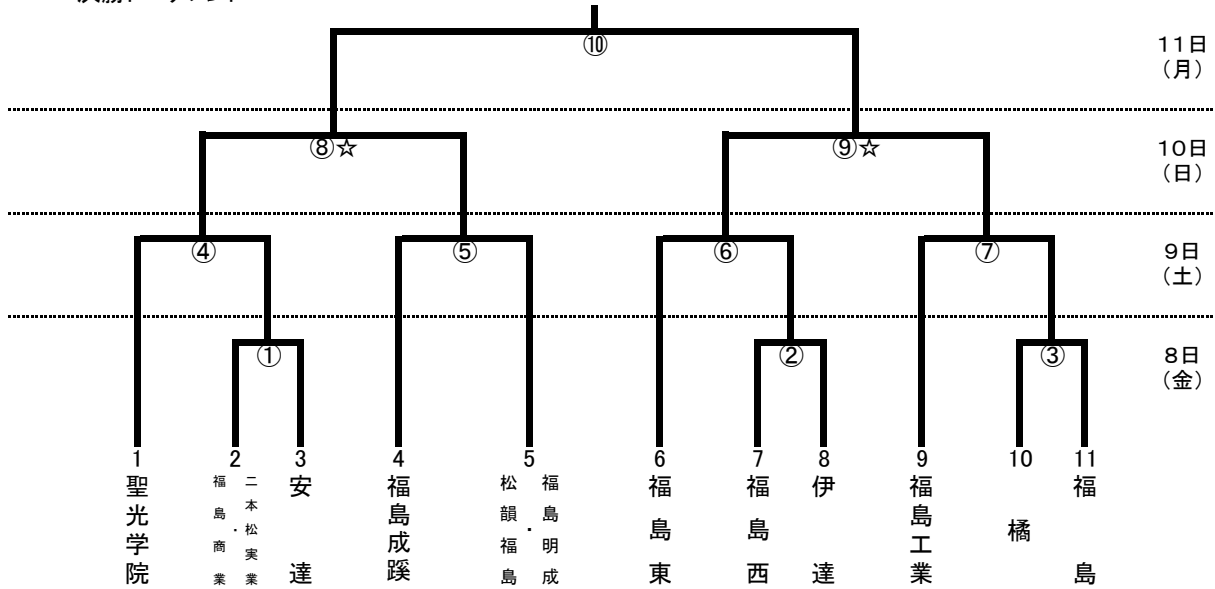 ⑩
11日
（月）
⑧☆
⑨☆
10日
（日）
④
⑤
⑥
⑦
9日
（土）
①
②
③
8日
（金）
1
2
3
4
5
6
7
8
9
10
11
聖光学院
二本松実業・
福島商業
安達
福島成蹊
福島明成・
松韻福島
福島東
福島西
伊達
福島工業
橘
福島